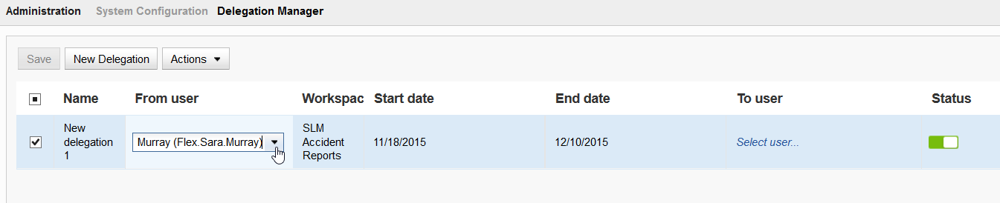 Administration System Configuration Delegation Manager
Save New Delegation Actions
Name From user Workspac Start date End date To user Status
New delegation 1
Murray (Flex.Sara.Murray)
SLM Accident Reports
11/18/2015 12/10/2015 Select user...